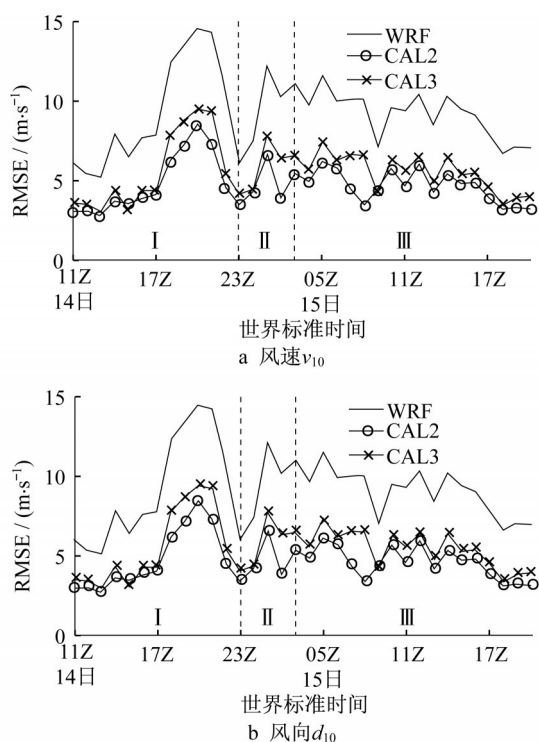 15
10
5
0
RMSE / (m·s⁻¹)
WRF
CAL2
CAL3
Ⅰ Ⅱ Ⅲ
11Z 17Z 23Z 05Z 11Z 17Z
14日 15日
世界标准时间
a 风速v₁₀
15
10
5
0
RMSE / (m·s⁻¹)
WRF
CAL2
CAL3
Ⅰ Ⅱ Ⅲ
11Z 17Z 23Z 05Z 11Z 17Z
14日 15日
世界标准时间
b 风向d₁₀